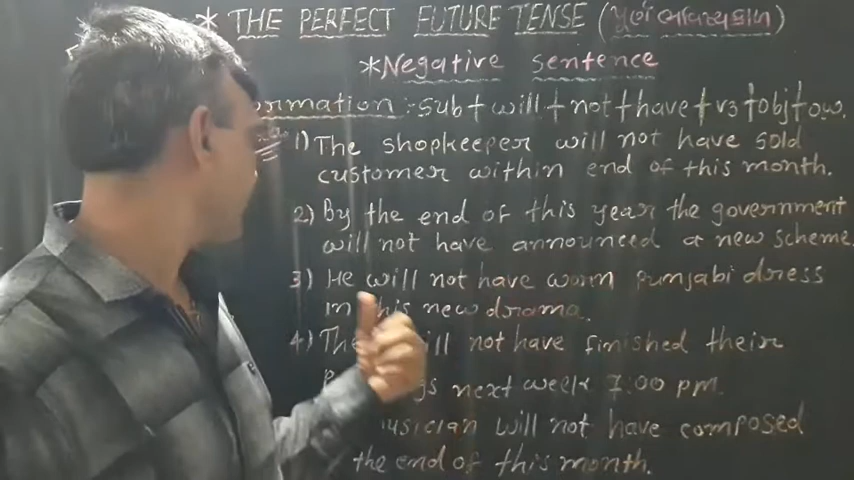 * THE PERFECT FUTURE TENSE (પૂર્ણ ભવિષ્યકાળ)
* Negative sentence
ormation :- Sub + will + not + have + v3 + obj + ow.
1) The shopkeeper will not have sold
customer within end of this month.
2) By the end of this year the government
will not have announced a new scheme.
3) He will not have worn punjabi dress
in this new drama.
4) The will not have finished their
next week 7:00 pm.
usician will not have composed
the end of this month.